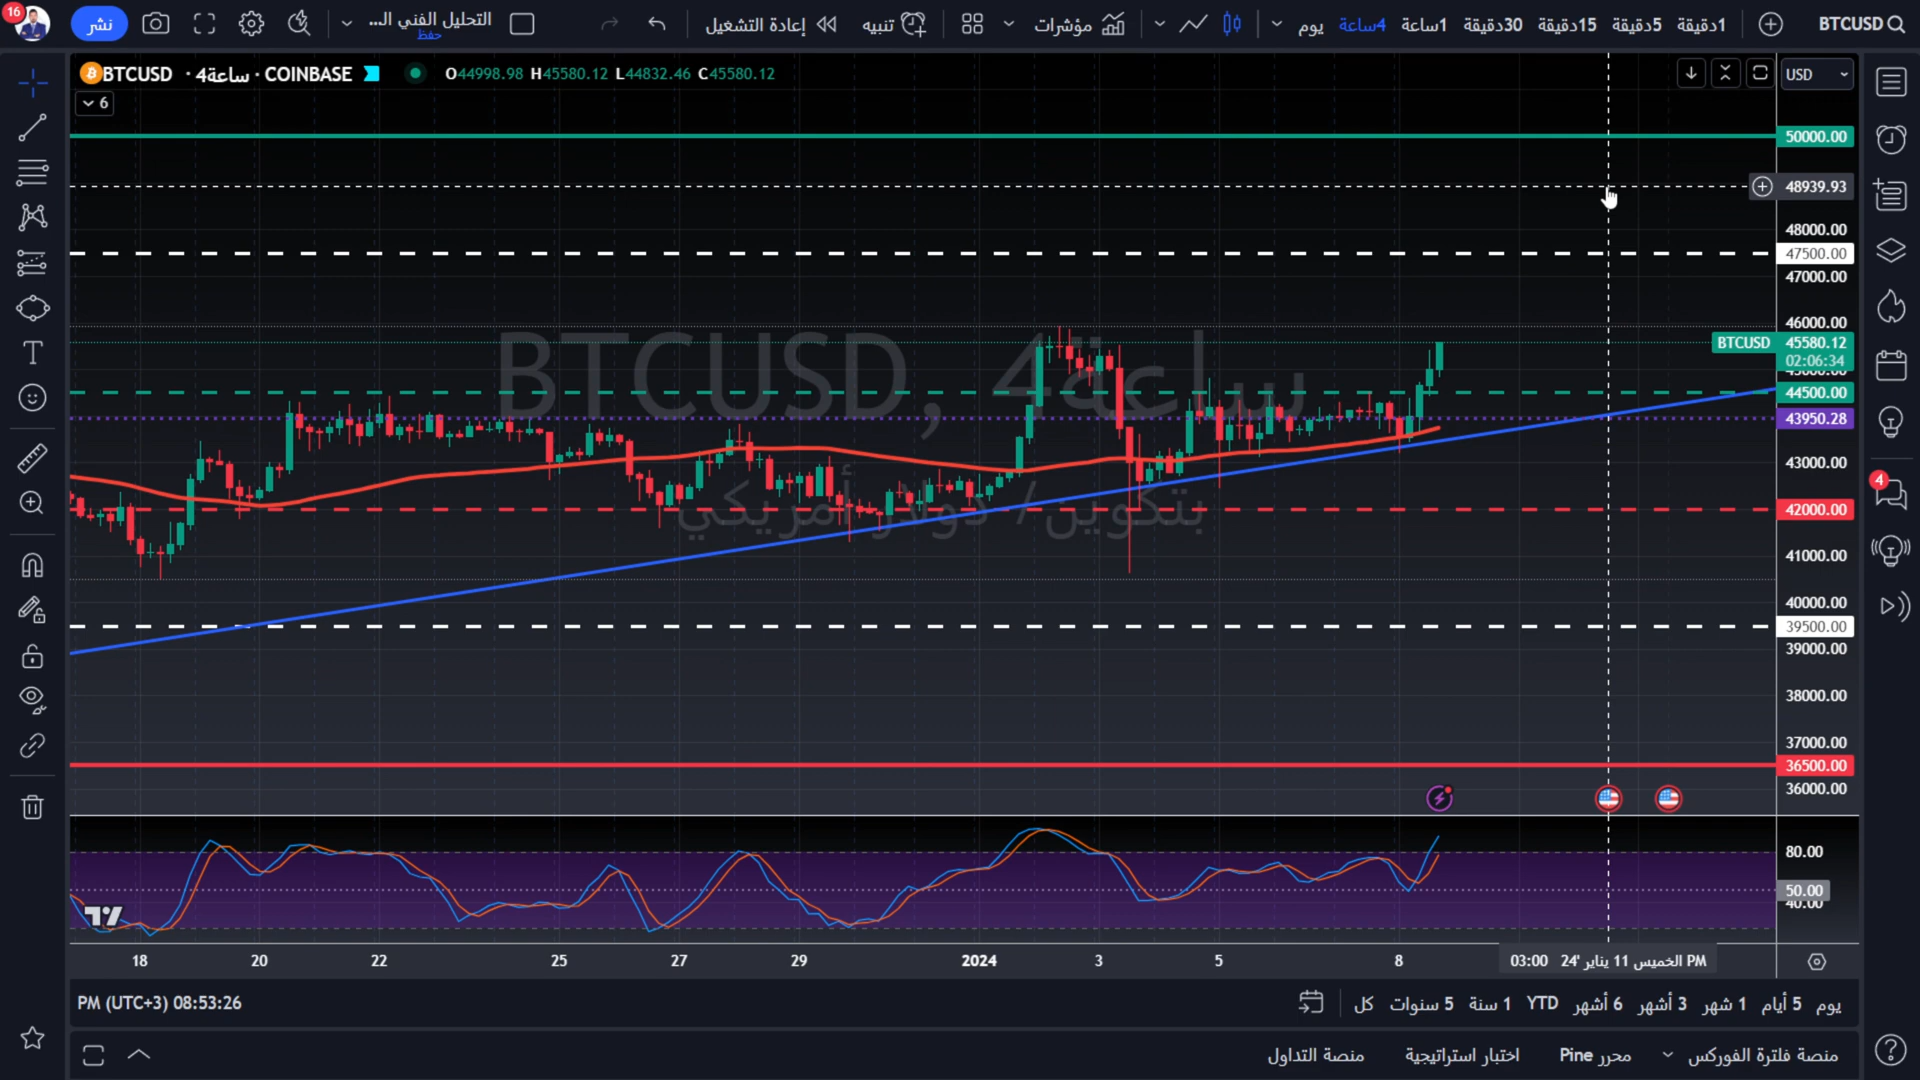 16
نشر
التحليل الفني الـ...
حفظ
إعادة التشغيل
تنبيه
مؤشرات
يوم
4ساعة
1ساعة
30دقيقة
15دقيقة
5دقيقة
1دقيقة
BTCUSD
BTCUSD · 4ساعة · COINBASE
O44998.98 H45580.12 L44832.46 C45580.12
6
USD
50000.00
48939.93
48000.00
47500.00
47000.00
46000.00
BTCUSD 45580.12
02:06:34
45000.00
44500.00
43950.28
43000.00
42000.00
41000.00
40000.00
39500.00
39000.00
38000.00
37000.00
36500.00
36000.00
BTCUSD, 4ساعة
بتكوين / دولار أمريكي
4
80.00
50.00
40.00
18 20 22 25 27 29 2024 3 5 8
03:00 PM الخميس 11 يناير '24
08:53:26 PM (UTC+3)
يوم 5 أيام 1 شهر 3 أشهر 6 أشهر YTD 1 سنة 5 سنوات كل
منصة فلترة الفوركس
محرر Pine
اختبار استراتيجية
منصة التداول